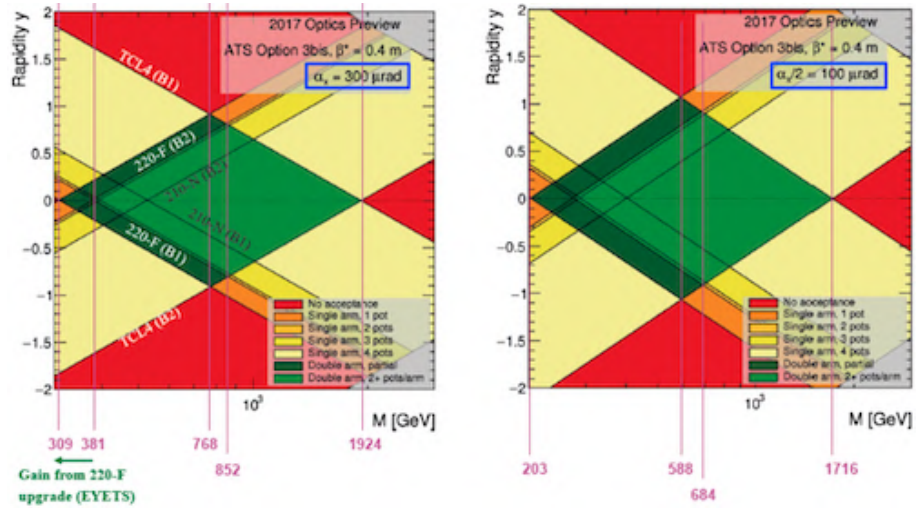 2017 Optics Preview
ATS Option 3bis, β* = 0.4 m
αx = 300 μrad
Rapidity y
2
1.5
1
0.5
0
−0.5
−1
−1.5
−2
TCL4 (B1)
220-F (B2)
210-N (B2)
210-N (B1)
220-F (B1)
TCL4 (B2)
No acceptance
Single arm, 1 pot
Single arm, 2 pots
Single arm, 3 pots
Single arm, 4 pots
Double arm, partial
Double arm, 2+ pots/arm
10³
M [GeV]
309 381 768 1924
852
Gain from 220-F
upgrade (EYETS)
2017 Optics Preview
ATS Option 3bis, β* = 0.4 m
/2 = 100 μrad
Rapidity y
2
1.5
1
0.5
0
−0.5
−1
−1.5
−2
No acceptance
Single arm, 1 pot
Single arm, 2 pots
Single arm, 3 pots
Single arm, 4 pots
Double arm, partial
Double arm, 2+ pots/arm
10³
M [GeV]
203 588 1716
684